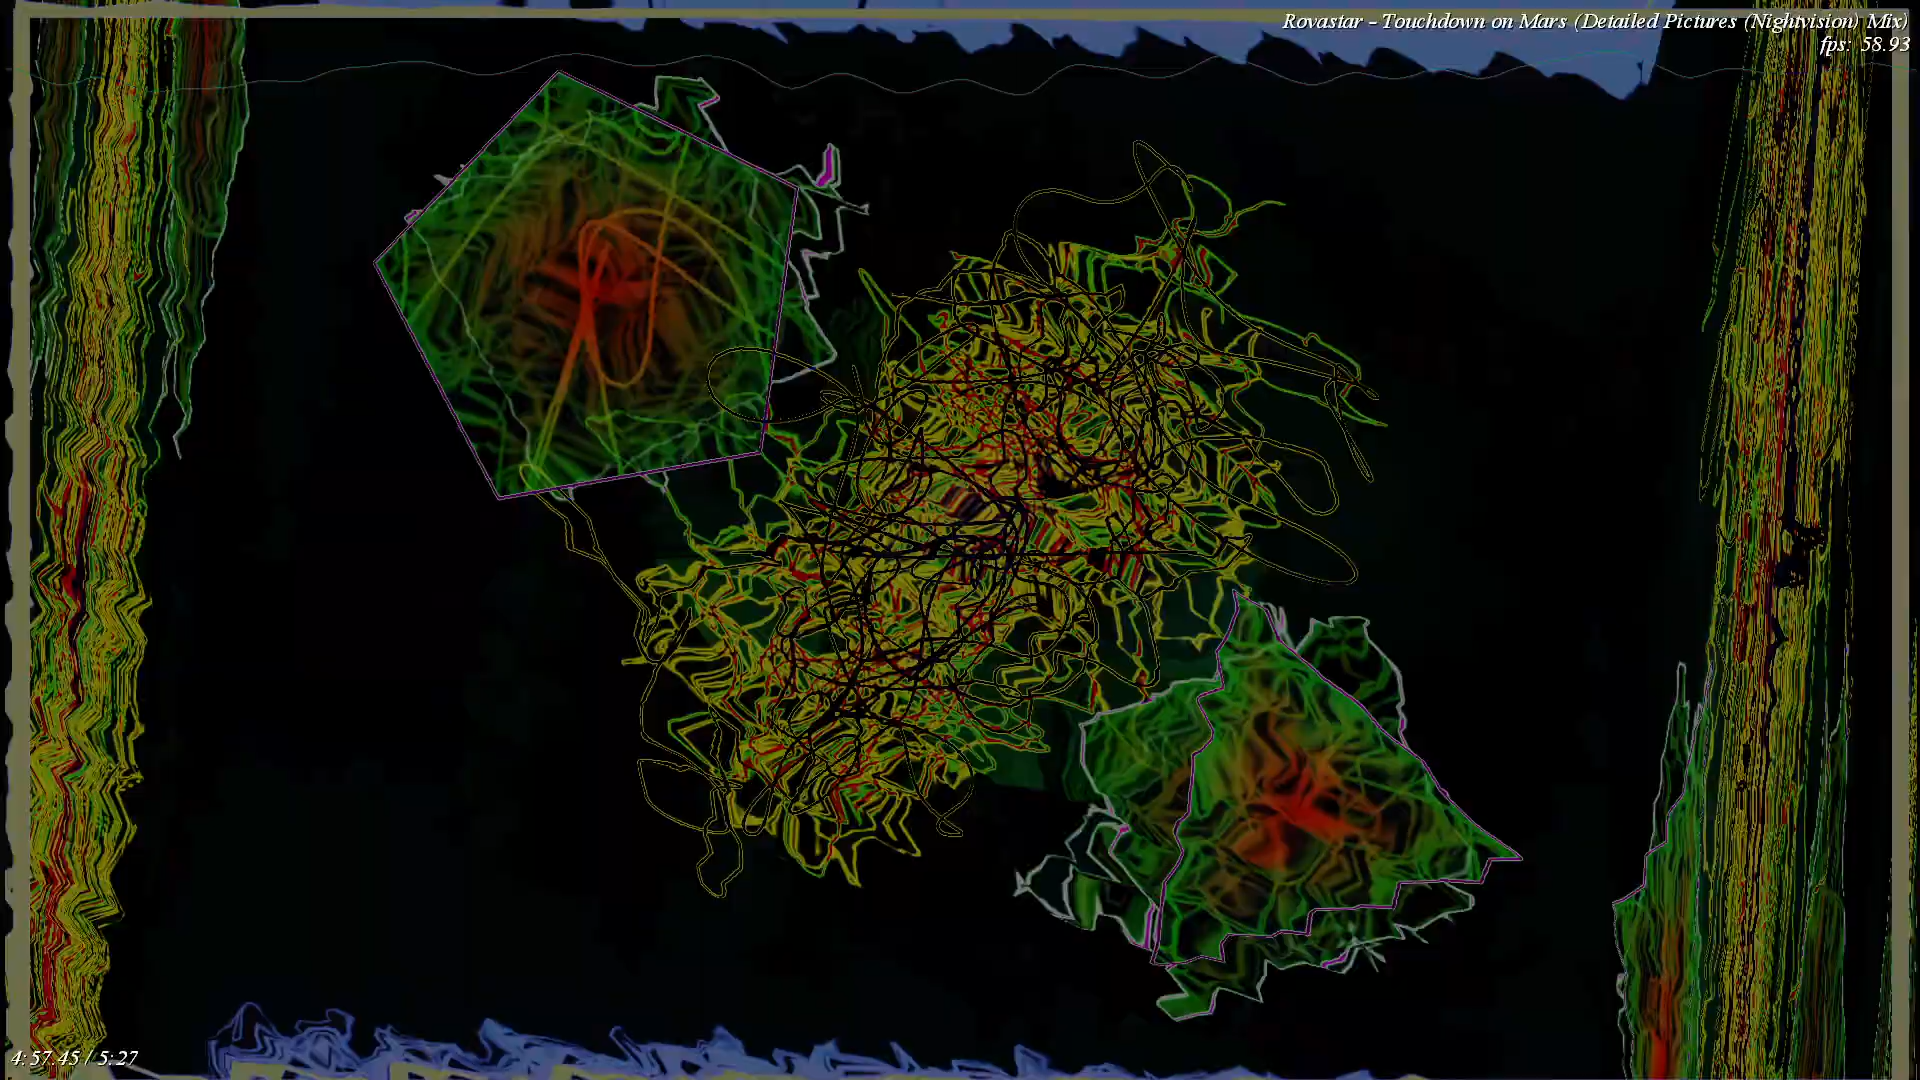 Rovastar - Touchdown on Mars (Detailed Pictures (Nightvision) Mix)
fps: 58.93
4:57.45 / 5:27